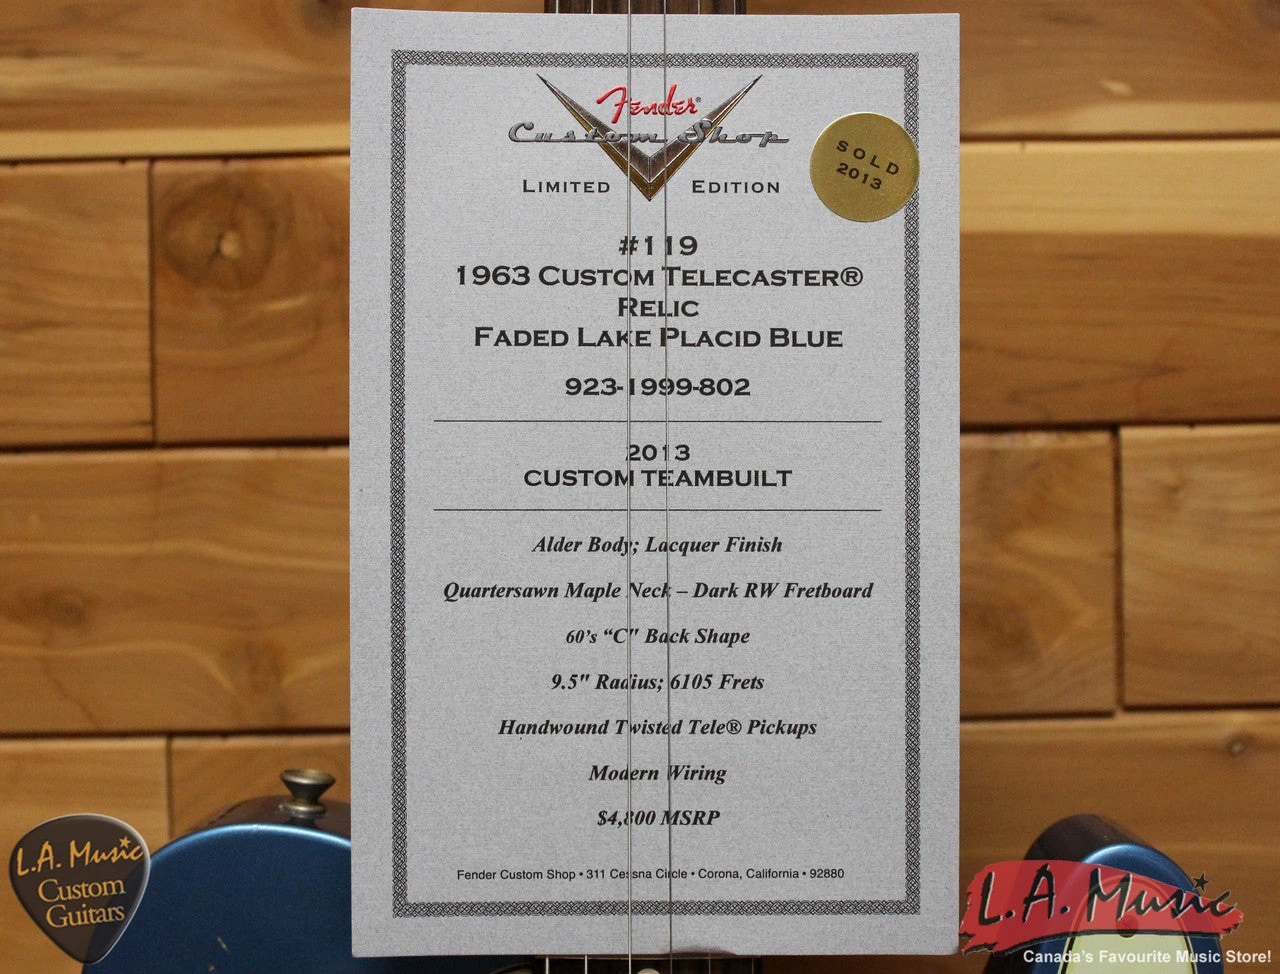 Fender®
Custom Shop
LIMITED EDITION
SOLD
2013
#119
1963 CUSTOM TELECASTER®
RELIC
FADED LAKE PLACID BLUE
923-1999-802
2013
CUSTOM TEAMBUILT
Alder Body; Lacquer Finish
Quartersawn Maple Neck – Dark RW Fretboard
60's “C" Back Shape
9.5" Radius; 6105 Frets
Handwound Twisted Tele® Pickups
Modern Wiring
$4,800 MSRP
Fender Custom Shop • 311 Cessna Circle • Corona, California • 92880
L.A. Music
Custom
Guitars
L.A. Music
Canada's Favourite Music Store!